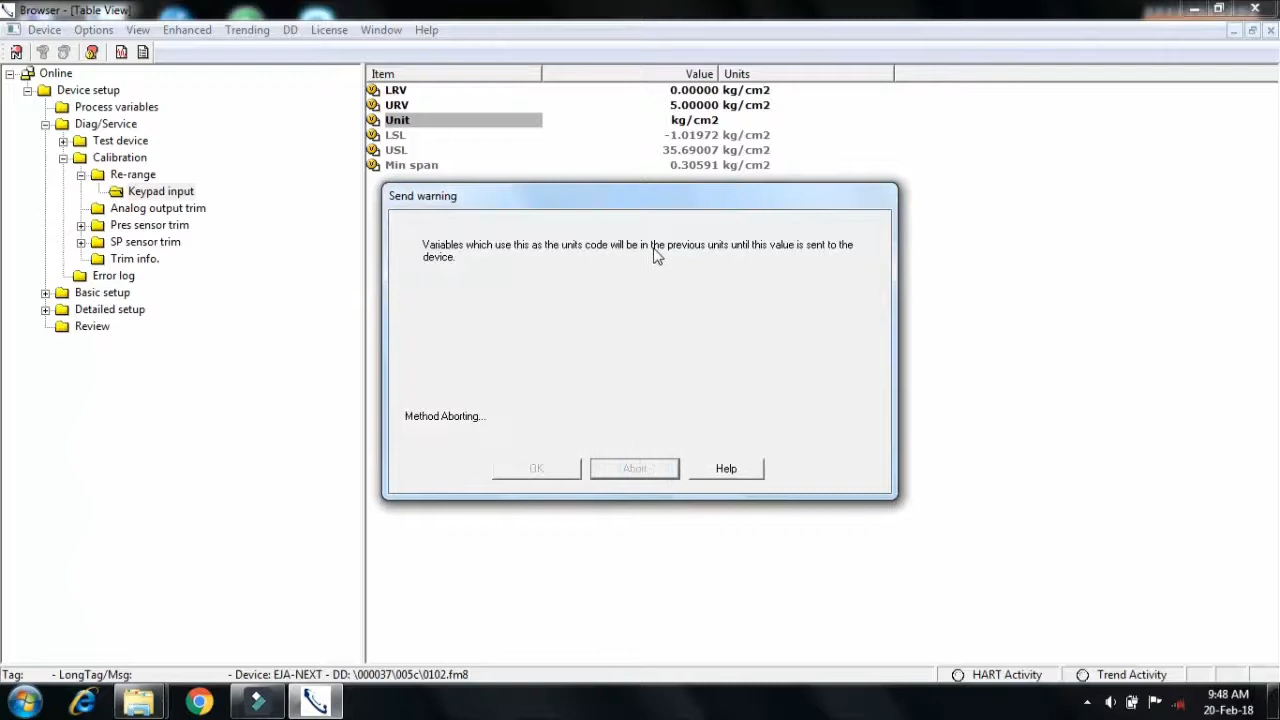 Browser - [Table View]
Device Options View Enhanced Trending DD License Window Help
Online
Device setup
Process variables
Diag/Service
Test device
Calibration
Re-range
Keypad input
Analog output trim
Pres sensor trim
SP sensor trim
Trim info.
Error log
Basic setup
Detailed setup
Review
Item Value Units
LRV 0.00000 kg/cm2
URV 5.00000 kg/cm2
Unit kg/cm2
LSL -1.01972 kg/cm2
USL 35.69007 kg/cm2
Min span 0.30591 kg/cm2
Send warning
Variables which use this as the units code will be in the previous units until this value is sent to the
device.
Method Aborting...
OK Abort Help
Tag: - LongTag/Msg: - Device: EJA-NEXT - DD: \000037\005c\0102.fm8 HART Activity Trend Activity
9:48 AM
20-Feb-18